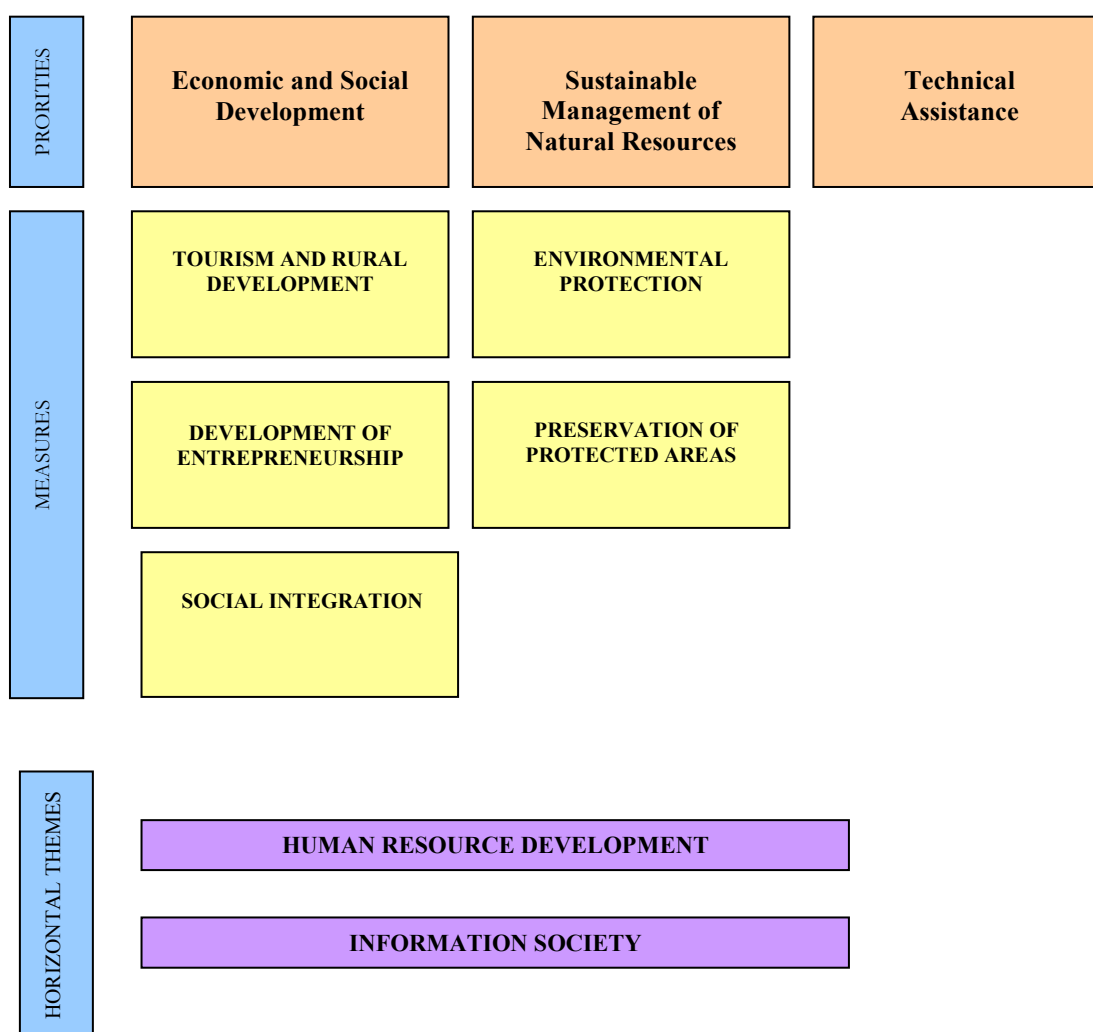 PRORITIES
Economic and Social
Development
Sustainable
Management of
Natural Resources
Technical
Assistance
MEASURES
TOURISM AND RURAL
DEVELOPMENT
ENVIRONMENTAL
PROTECTION
DEVELOPMENT OF
ENTREPRENEURSHIP
PRESERVATION OF
PROTECTED AREAS
SOCIAL INTEGRATION
HORIZONTAL THEMES
HUMAN RESOURCE DEVELOPMENT
INFORMATION SOCIETY